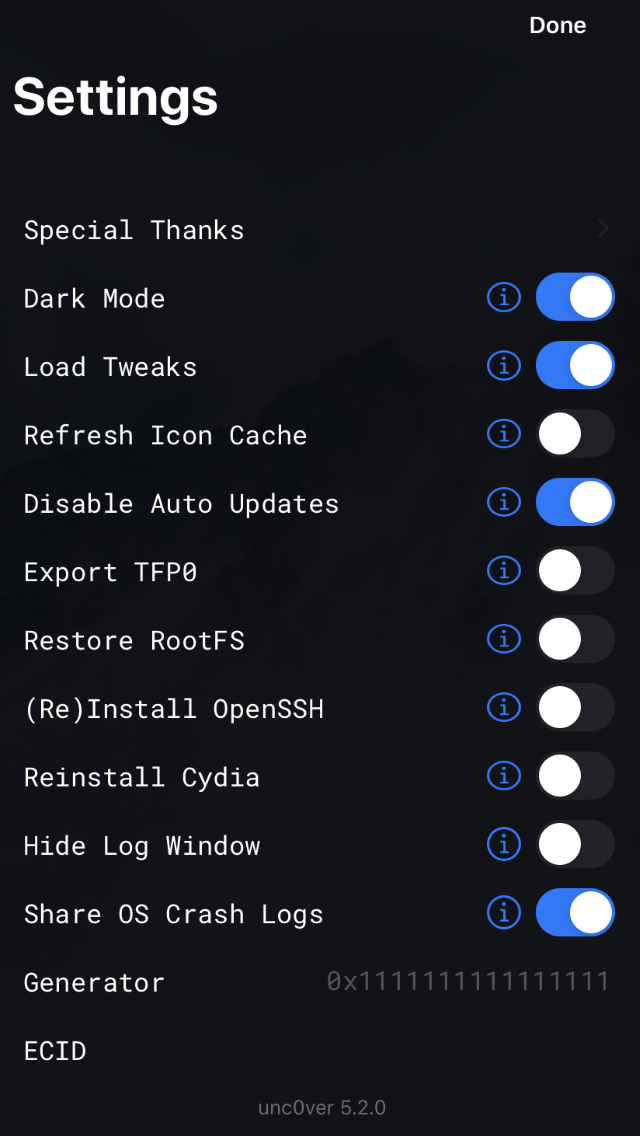 Done
Settings
Special Thanks
Dark Mode
Load Tweaks
Refresh Icon Cache
Disable Auto Updates
Export TFP0
Restore RootFS
(Re)Install OpenSSH
Reinstall Cydia
Hide Log Window
Share OS Crash Logs
Generator 0x1111111111111111
ECID
unc0ver 5.2.0